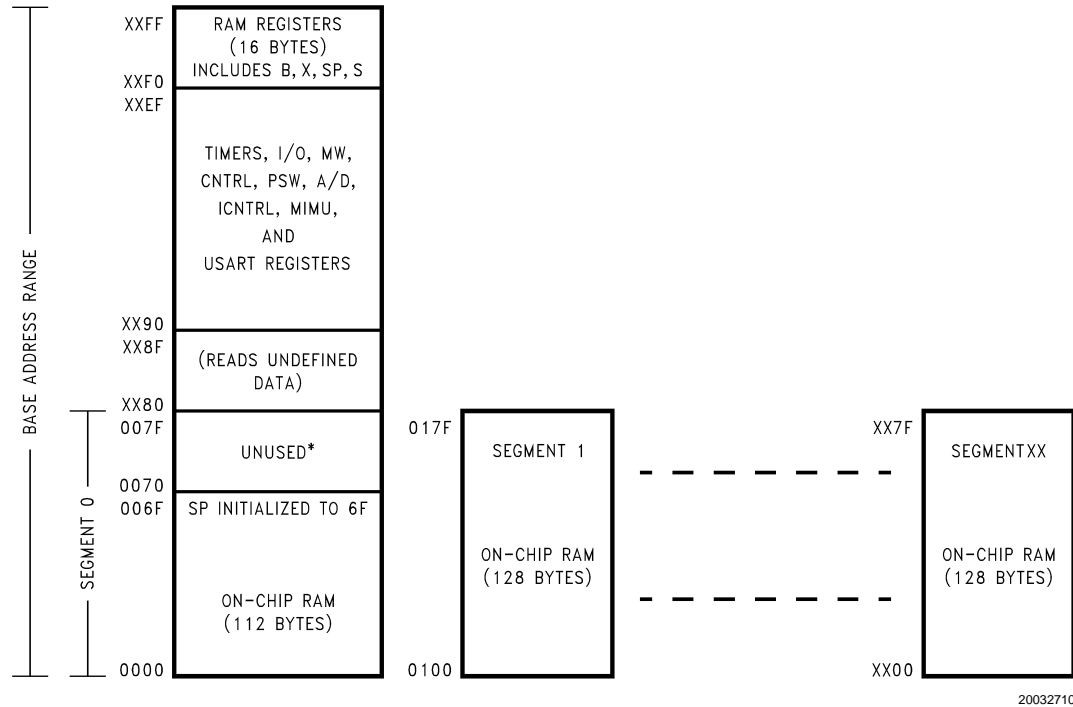 BASE ADDRESS RANGE
SEGMENT 0
XXFF
RAM REGISTERS
(16 BYTES)
INCLUDES B, X, SP, S
XXF0
XXEF
TIMERS, I/O, MW,
CNTRL, PSW, A/D,
ICNTRL, MIMU,
AND
USART REGISTERS
XX90
XX8F
(READS UNDEFINED
DATA)
XX80
007F
UNUSED*
0070
006F
SP INITIALIZED TO 6F
ON-CHIP RAM
(112 BYTES)
0000
017F
SEGMENT 1
ON-CHIP RAM
(128 BYTES)
0100
XX7F
SEGMENT XX
ON-CHIP RAM
(128 BYTES)
XX00
20032710